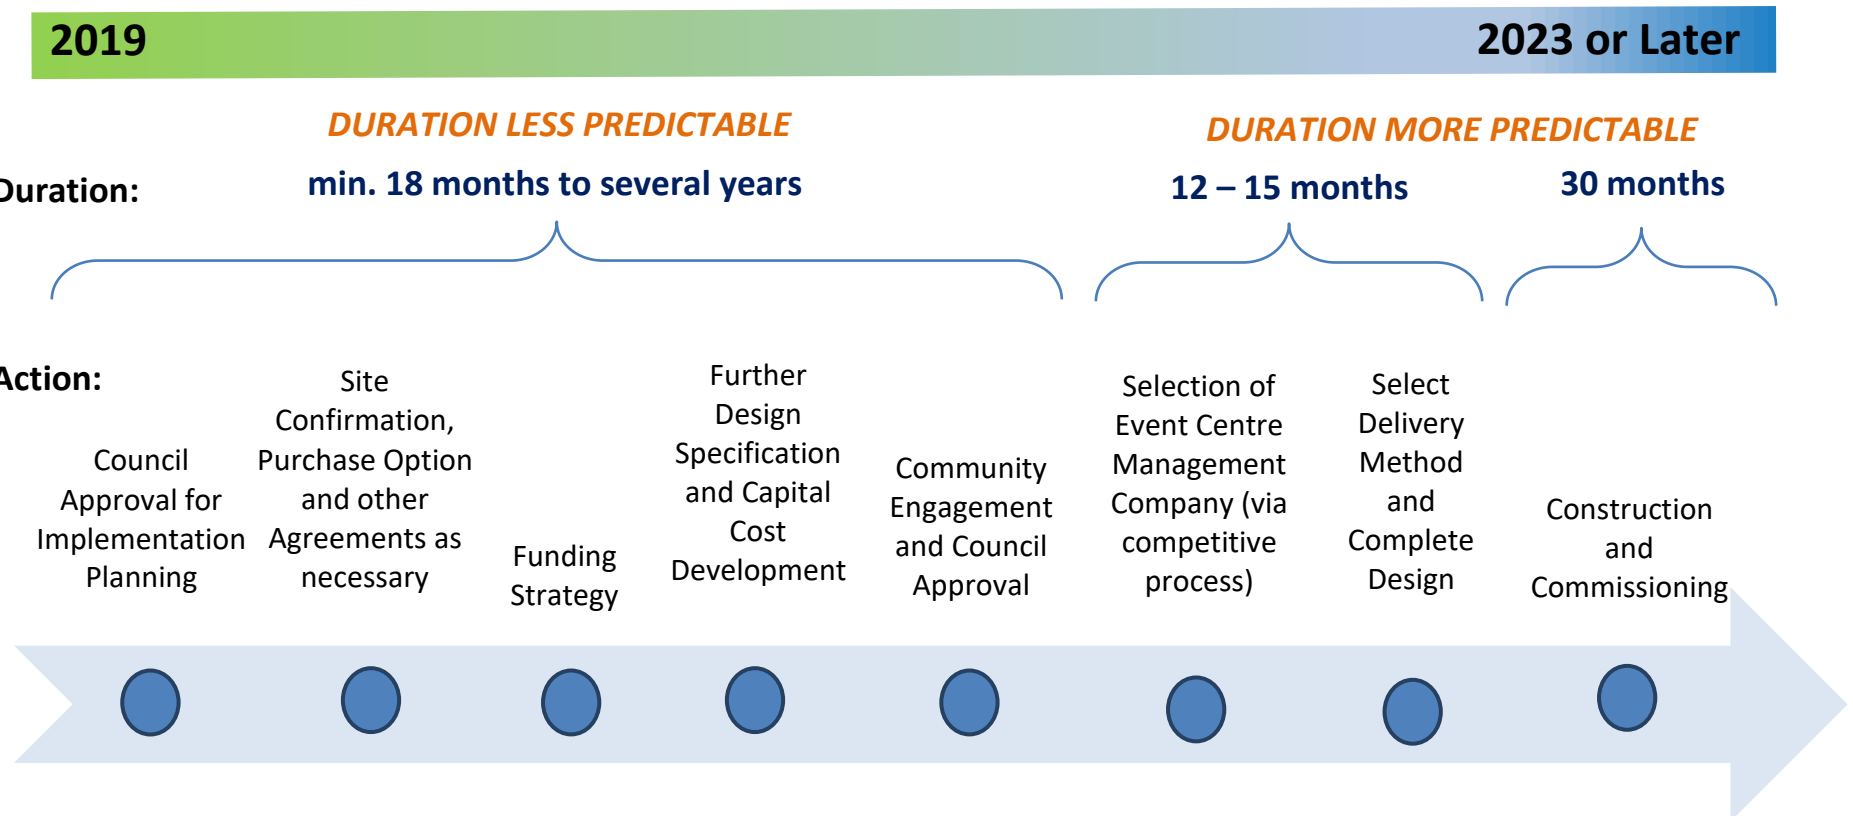 2019
2023 or Later
DURATION LESS PREDICTABLE
DURATION MORE PREDICTABLE
Duration:
min. 18 months to several years
12 – 15 months
30 months
Action:
Council
Approval for
Implementation
Planning
Site
Confirmation,
Purchase Option
and other
Agreements as
necessary
Funding
Strategy
Further
Design
Specification
and Capital
Cost
Development
Community
Engagement
and Council
Approval
Selection of
Event Centre
Management
Company (via
competitive
process)
Select
Delivery
Method
and
Complete
Design
Construction
and
Commissioning